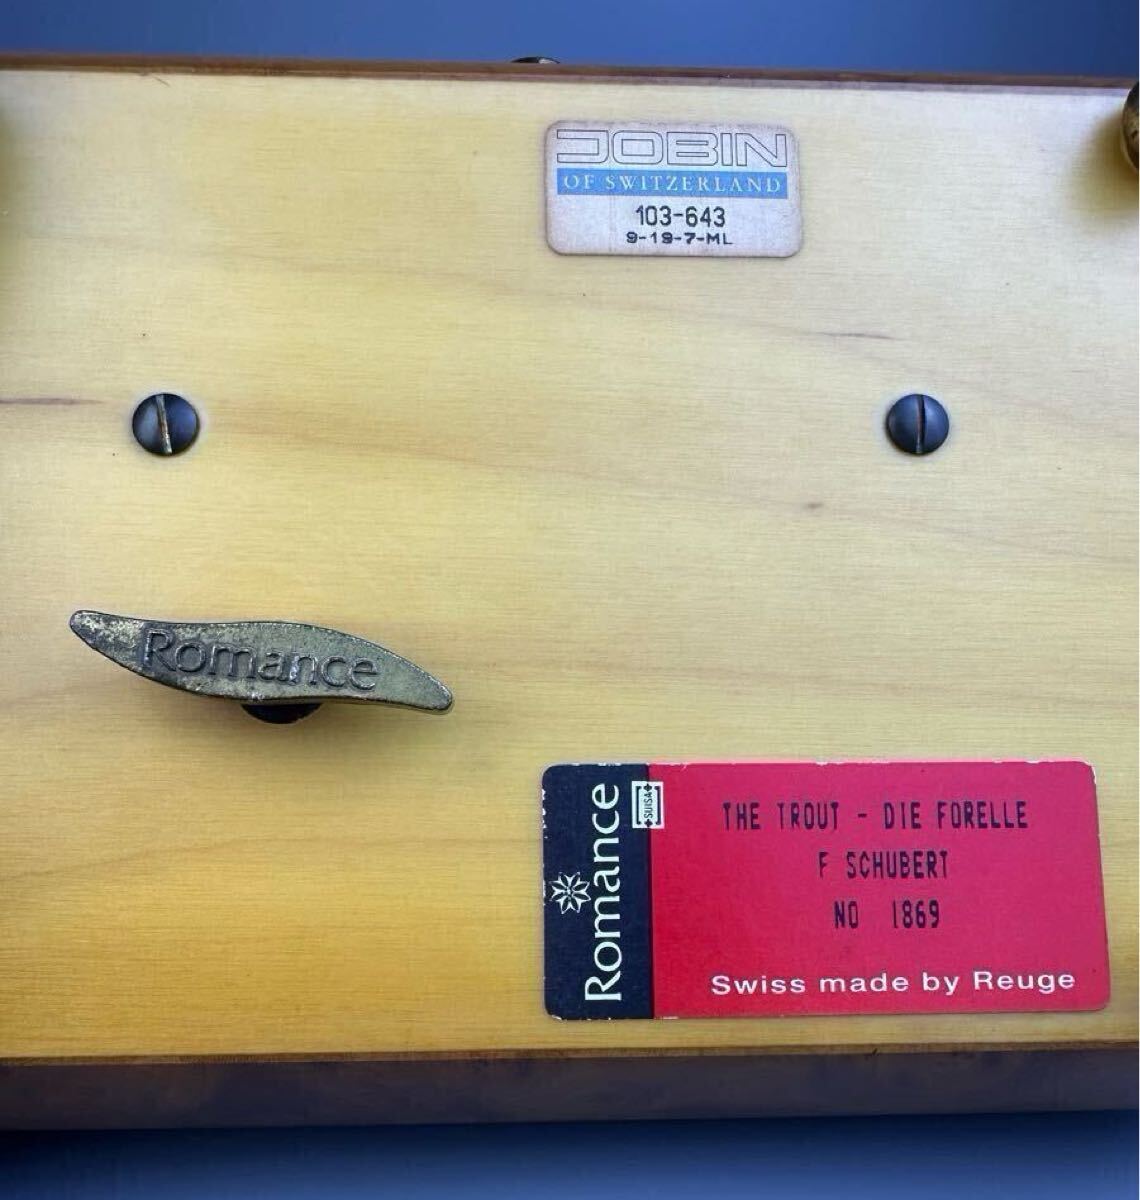 JOBIN
OF SWITZERLAND
103-643
9-19-7-ML
Romance
Romance
SUISA
THE TROUT - DIE FORELLE
F SCHUBERT
NO 1869
Swiss made by Reuge